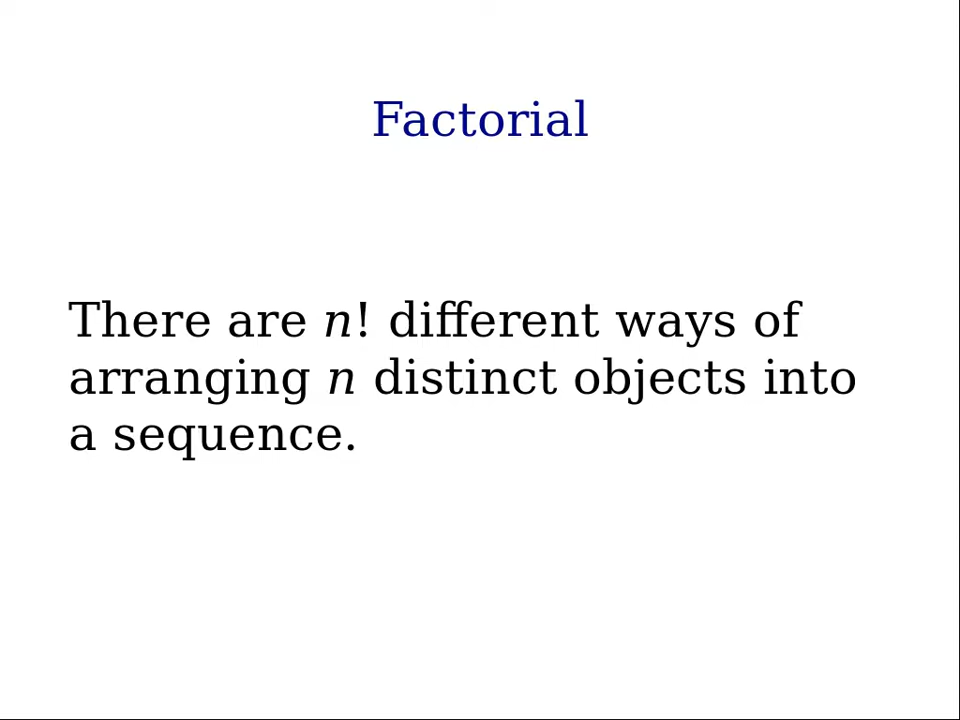 Factorial
There are n! different ways of
arranging n distinct objects into
a sequence.